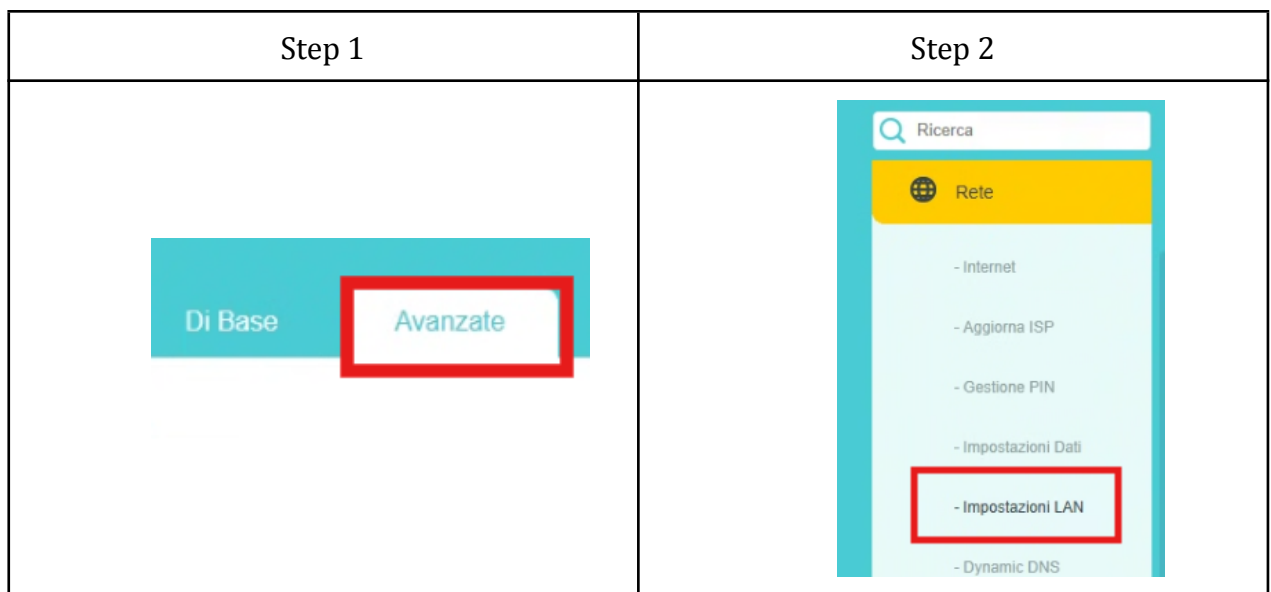 Step 1
Step 2
Di Base
Avanzate
Ricerca
Rete
- Internet
- Aggiorna ISP
- Gestione PIN
- Impostazioni Dati
- Impostazioni LAN
- Dynamic DNS